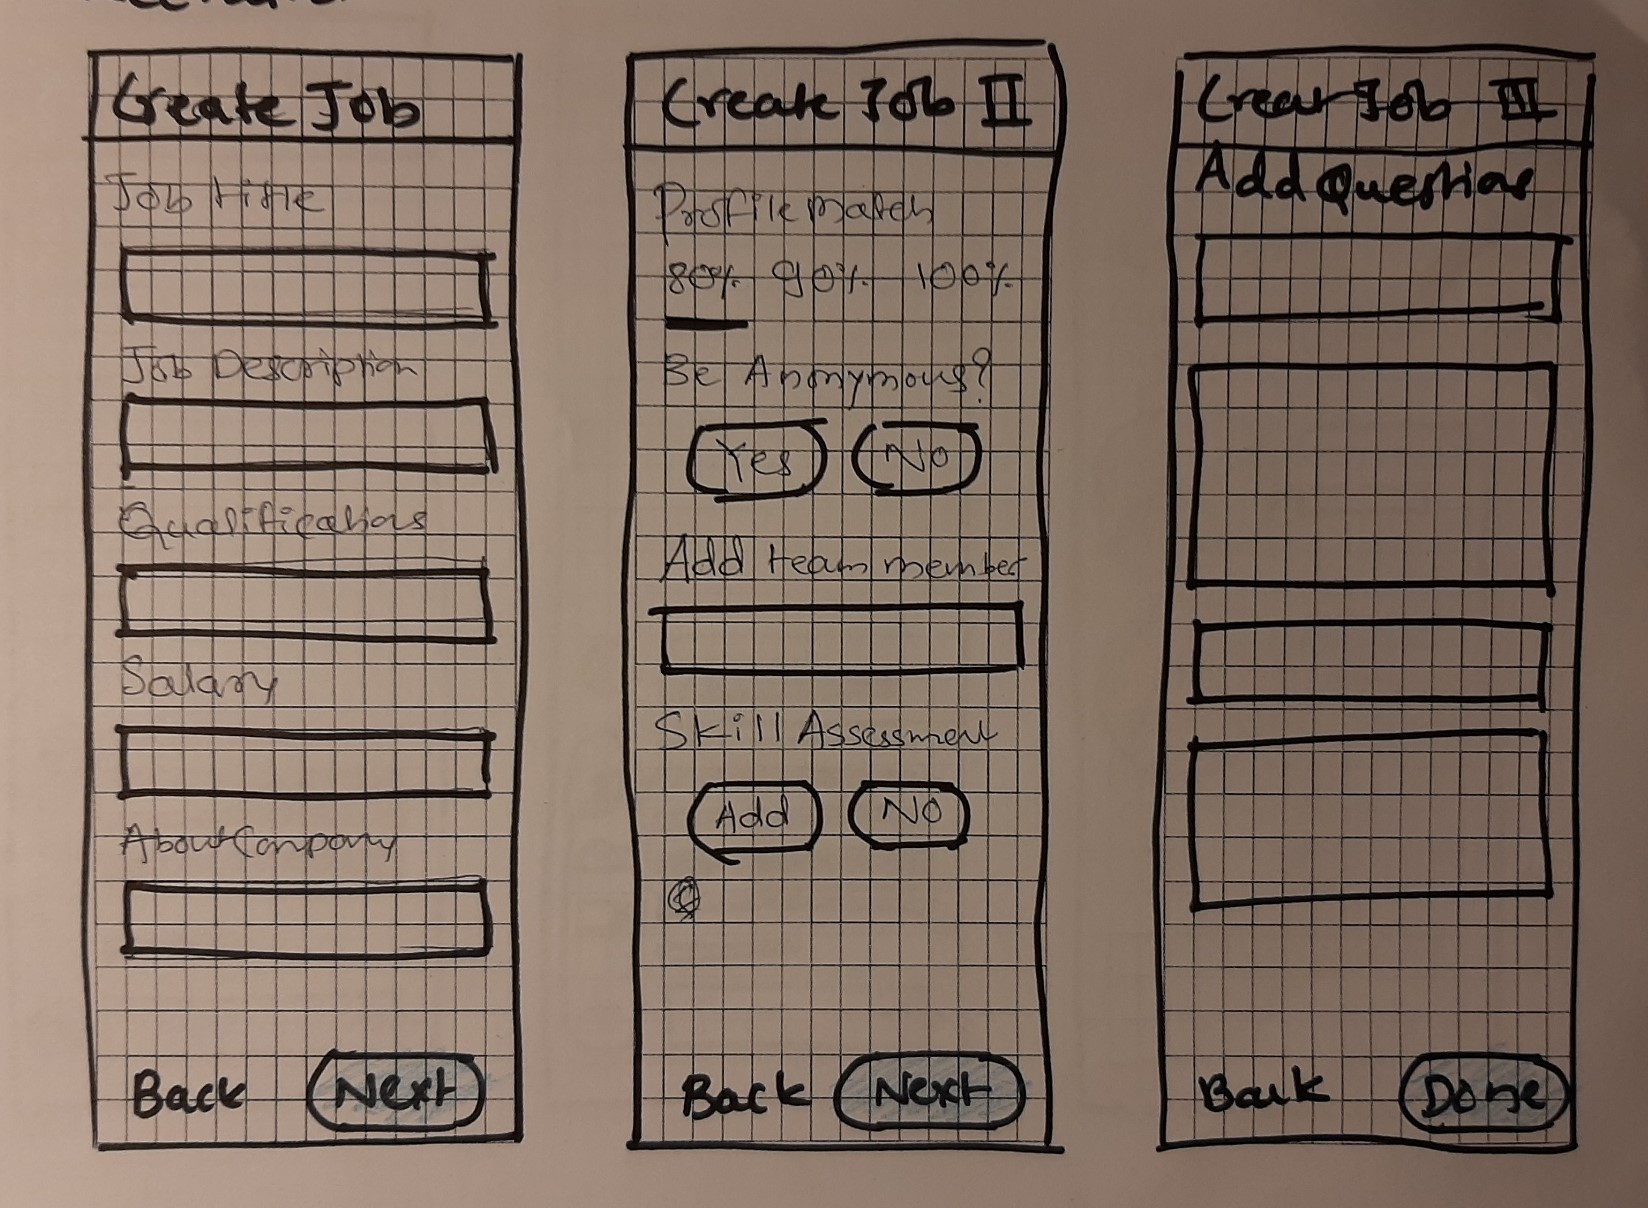 Create Job
Job title
Job Description
Qualifications
Salary
About Company
Back Next
Create Job II
Profile match
80% 90% 100%
Be Anonymous?
Yes No
Add team member
Skill Assessment
Add No
Back Next
Creat Job III
Add Questions
Back Done